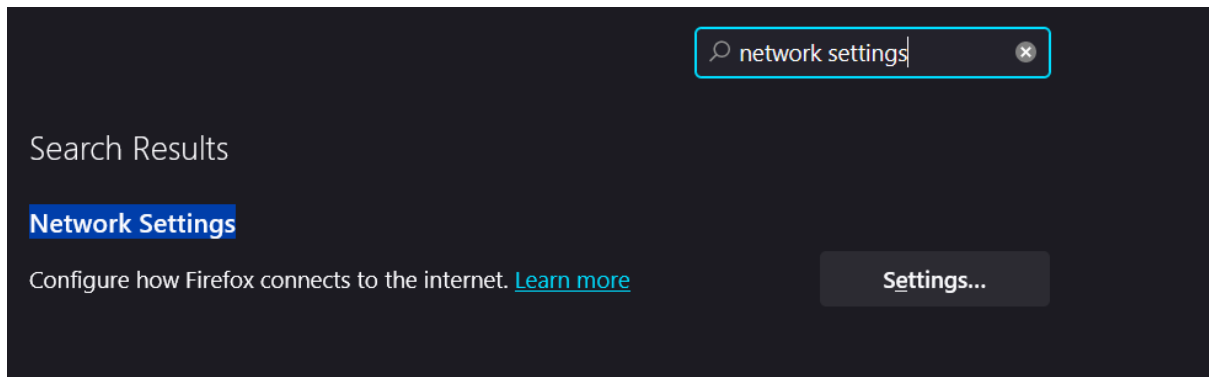 network settings
Search Results
Network Settings
Configure how Firefox connects to the internet. Learn more
Settings...